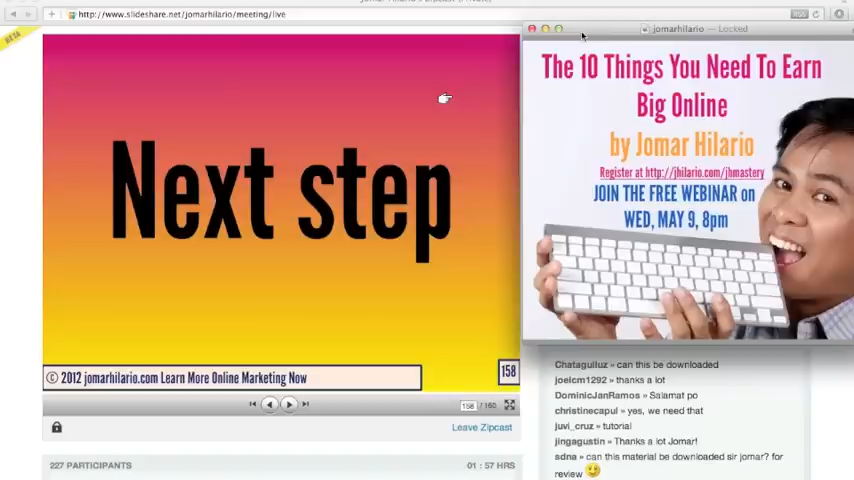 http://www.slideshare.net/jomarhilario/meeting/live
RSS
BETA
jomarhilario — Locked
Next step
© 2012 jomarhilario.com Learn More Online Marketing Now
158
158 / 160
Leave Zipcast
227 PARTICIPANTS
01 : 57 HRS
The 10 Things You Need To Earn
Big Online
by Jomar Hilario
Register at http://jhilario.com/jhmastery
JOIN THE FREE WEBINAR on
WED, MAY 9, 8pm
Chataguiluz » can this be downloaded
joelcm1292 » thanks a lot
DominicJanRamos » Salamat po
christinecapul » yes, we need that
juvi_cruz » tutorial
jingagustin » Thanks a lot Jomar!
sdna » can this material be downloaded sir jomar? for
review